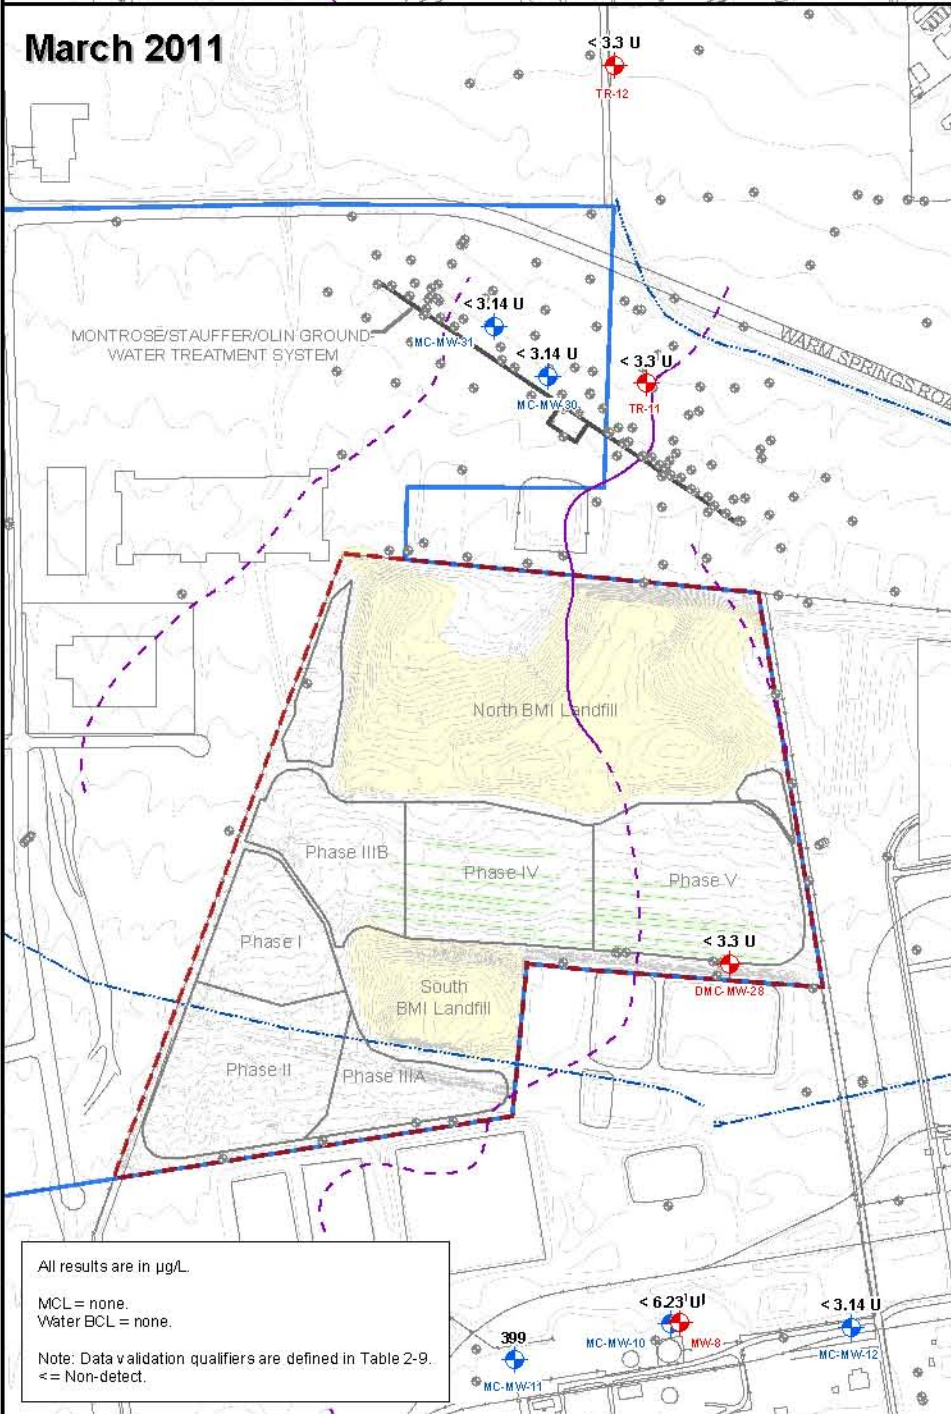 March 2011
< 3.3 U
TR-12
< 3.14 U
MONTROSE/STAUFFER/OLIN GROUND-
WATER TREATMENT SYSTEM
MC-MW-31
WARM SPRINGS ROA
< 3.14 U
MC-MW-30
< 3.3 U
TR-11
North BMI Landfill
Phase IIIB
Phase IV
Phase V
Phase I
< 3.3 U
DMC-MW-28
South
BMI Landfill
Phase II
Phase IIIA
All results are in µg/L.
MCL = none.
Water BCL = none.
Note: Data validation qualifiers are defined in Table 2-9.
< = Non-detect.
399
MC-MW-11
MC-MW-10
MW-8
< 3.14 U
MC-MW-12